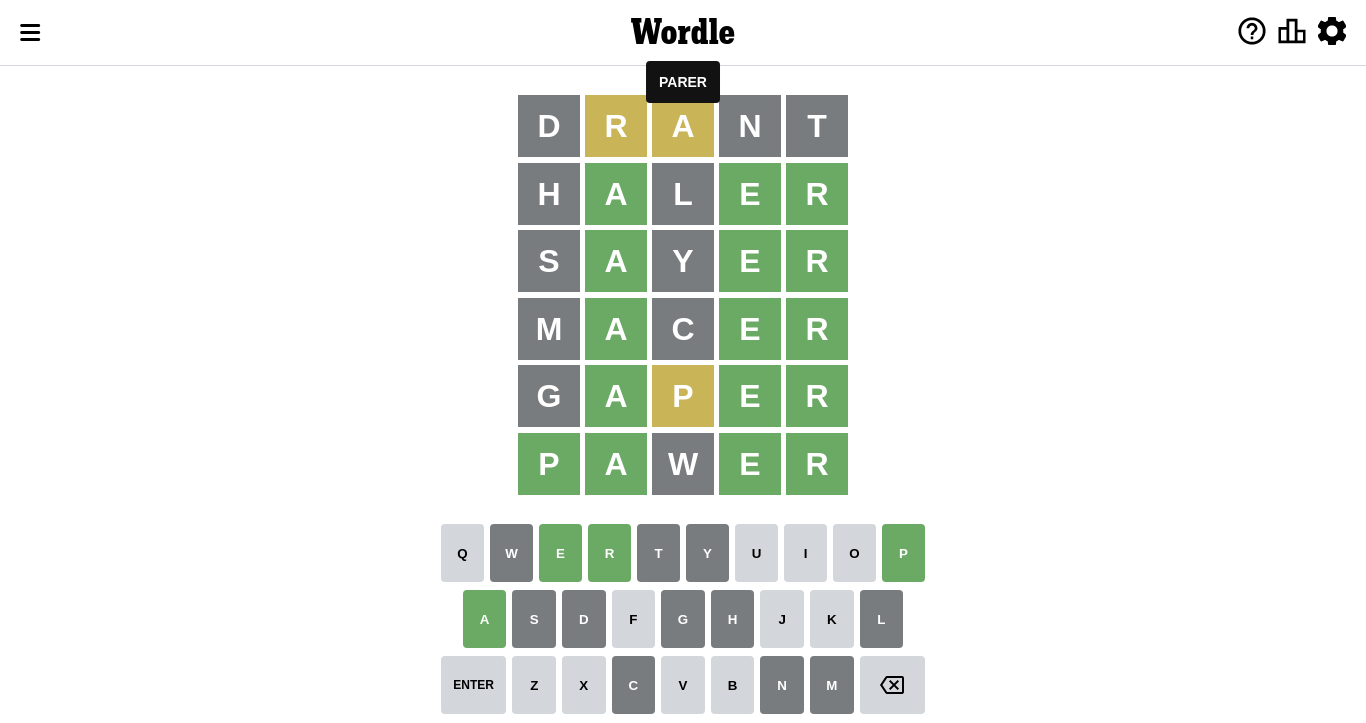 Wordle
PARER
D R A N T
H A L E R
S A Y E R
M A C E R
G A P E R
P A W E R
Q W E R T Y U I O P
A S D F G H J K L
ENTER Z X C V B N M